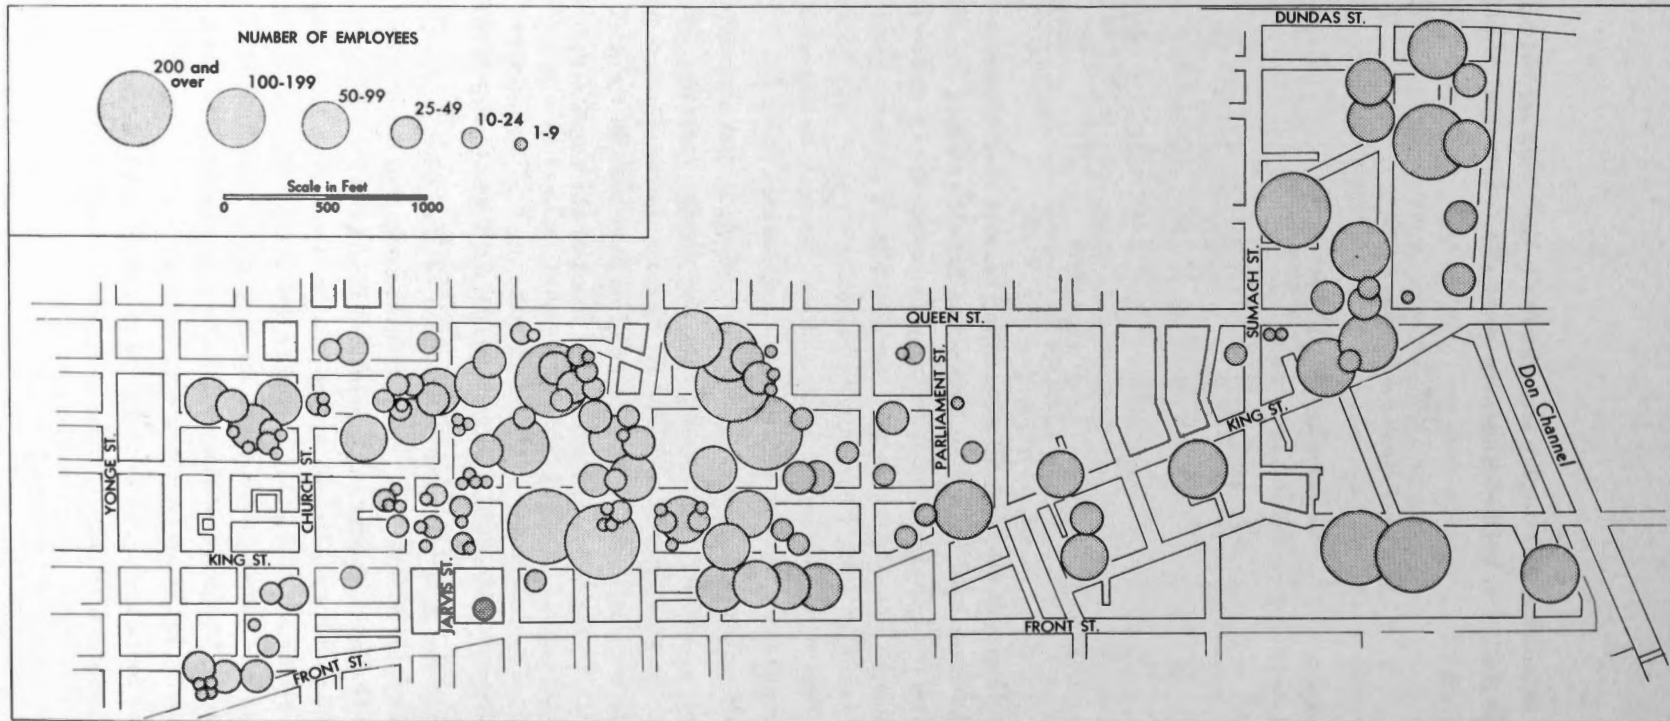 NUMBER OF EMPLOYEES
200 and
over
100-199
50-99
25-49
10-24
1-9
Scale in Feet
0 500 1000
DUNDAS ST.
QUEEN ST.
SUMACH ST.
PARLIAMENT ST.
KING ST.
Don Channel
YONGE ST.
CHURCH ST.
KING ST.
JARVIS ST.
FRONT ST.
FRONT ST.